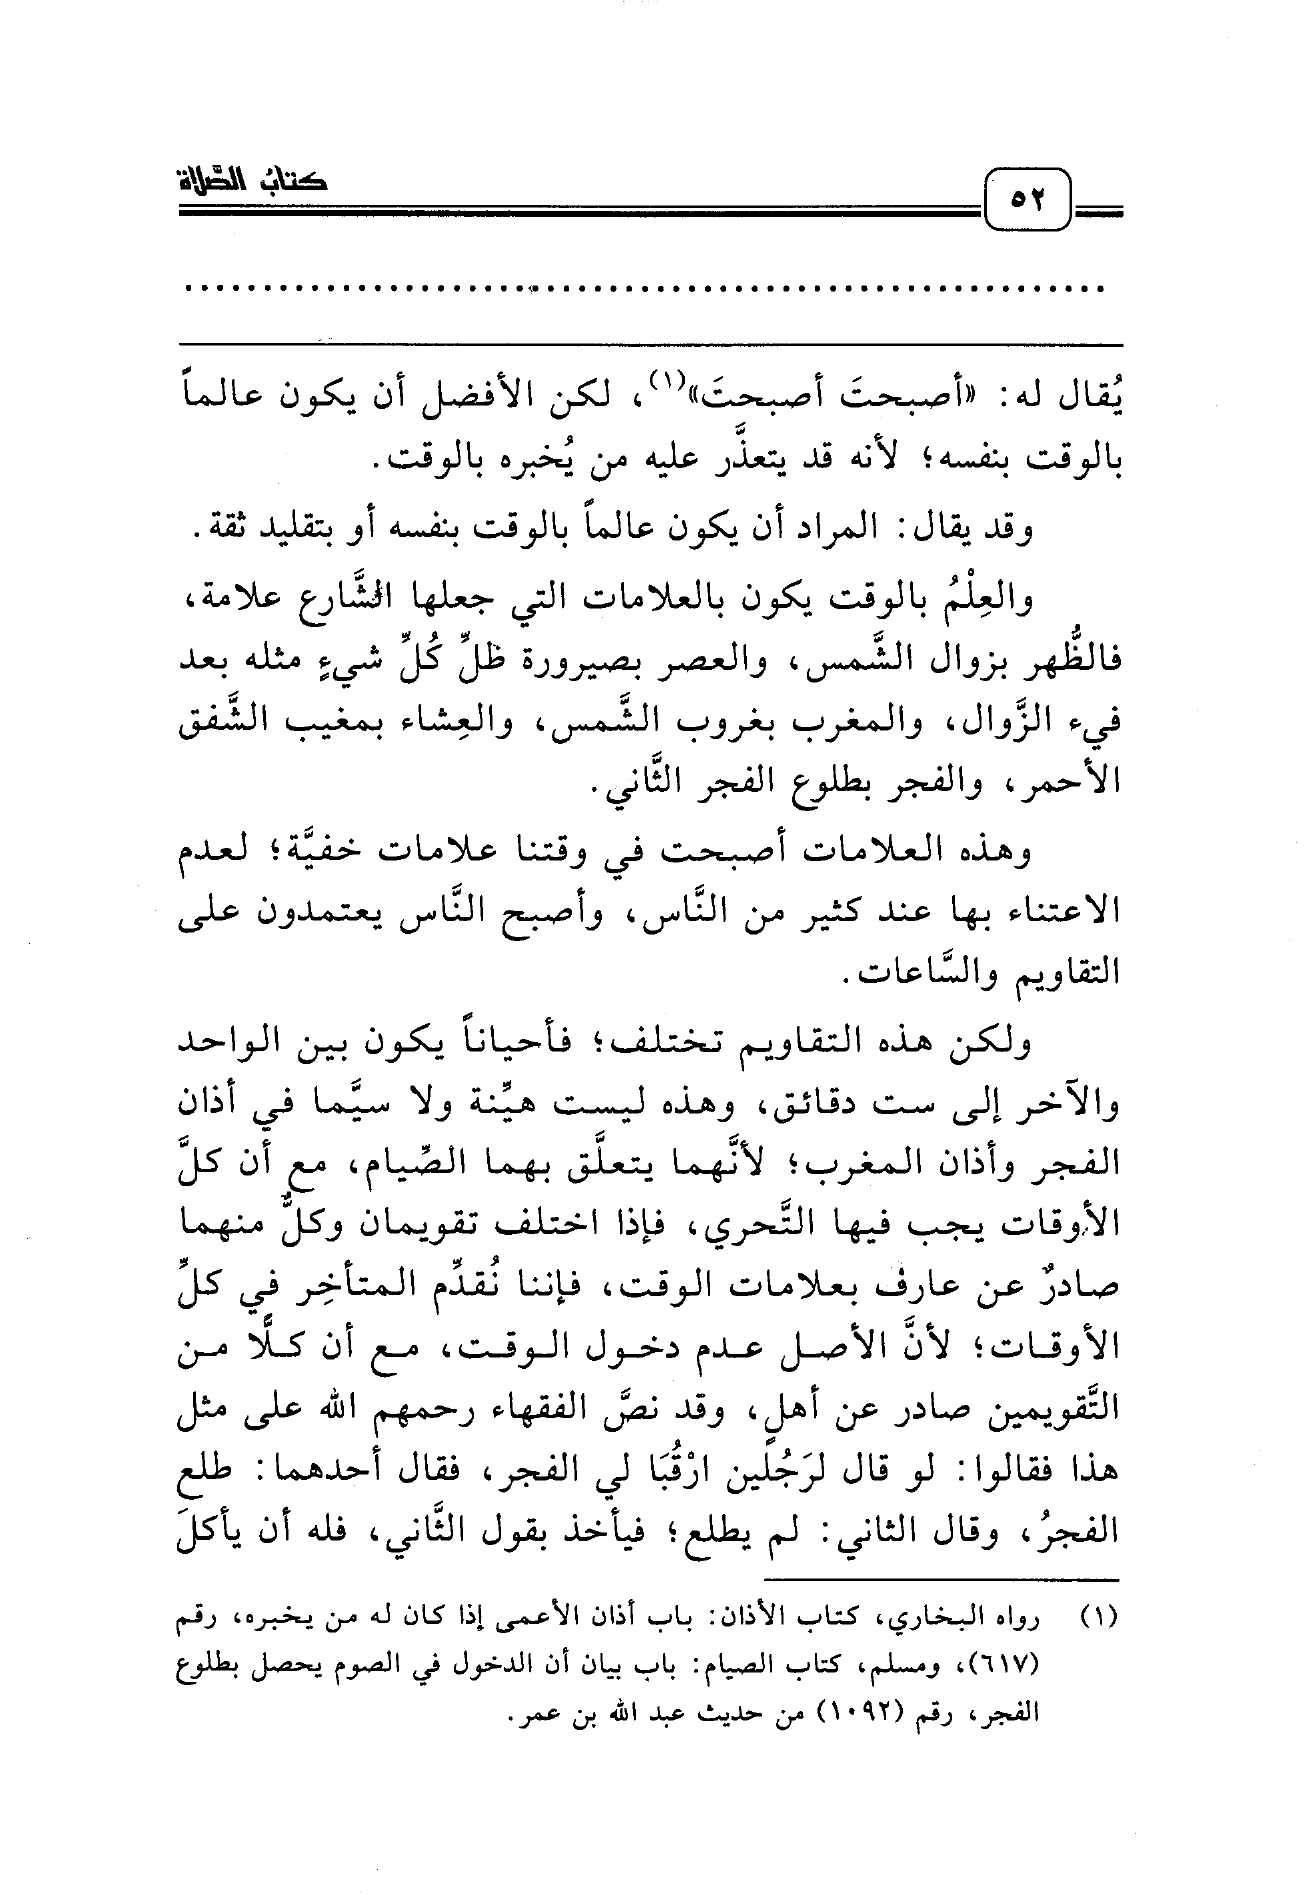 كتابُ الصَّلاة
٥٢
يُقال له: «أصبحتَ أصبحتَ»(١)، لكن الأفضل أن يكون عالماً
بالوقت بنفسه؛ لأنه قد يتعذَّر عليه من يُخبره بالوقت.
وقد يقال: المراد أن يكون عالماً بالوقت بنفسه أو بتقليد ثقة.
والعِلْمُ بالوقت يكون بالعلامات التي جعلها الشَّارع علامة،
فالظُّهر بزوال الشَّمس، والعصر بصيرورة ظلِّ كُلِّ شيءٍ مثله بعد
فيء الزَّوال، والمغرب بغروب الشَّمس، والعِشاء بمغيب الشَّفق
الأحمر، والفجر بطلوع الفجر الثَّاني.
وهذه العلامات أصبحت في وقتنا علامات خفيَّة؛ لعدم
الاعتناء بها عند كثير من النَّاس، وأصبح النَّاس يعتمدون على
التقاويم والسَّاعات.
ولكن هذه التقاويم تختلف؛ فأحياناً يكون بين الواحد
والآخر إلى ست دقائق، وهذه ليست هيِّنة ولا سيَّما في أذان
الفجر وأذان المغرب؛ لأنَّهما يتعلَّق بهما الصِّيام، مع أن كلَّ
الأوقات يجب فيها التَّحري، فإذا اختلف تقويمان وكلٌّ منهما
صادرٌ عن عارف بعلامات الوقت، فإننا نُقدِّم المتأخِر في كلِّ
الأوقات؛ لأنَّ الأصل عدم دخول الوقت، مع أن كلًّا من
التَّقويمين صادر عن أهلٍ، وقد نصَّ الفقهاء رحمهم الله على مثل
هذا فقالوا: لو قال لرَجُلين ارْقُبَا لي الفجر، فقال أحدهما: طلع
الفجرُ، وقال الثاني: لم يطلع؛ فيأخذ بقول الثَّاني، فله أن يأكلَ
(١) رواه البخاري، كتاب الأذان: باب أذان الأعمى إذا كان له من يخبره، رقم
(٦١٧)، ومسلم، كتاب الصيام: باب بيان أن الدخول في الصوم يحصل بطلوع
الفجر، رقم (١٠٩٢) من حديث عبد الله بن عمر.